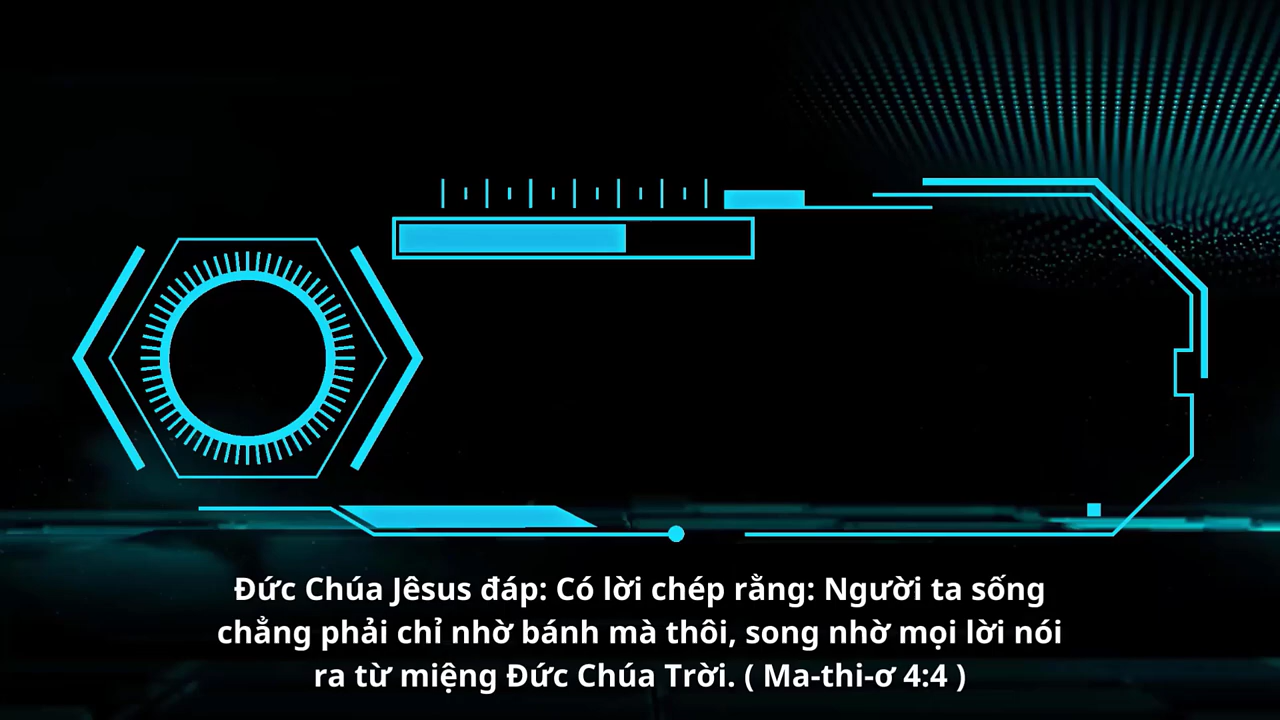 Đức Chúa Jêsus đáp: Có lời chép rằng: Người ta sống
chẳng phải chỉ nhờ bánh mà thôi, song nhờ mọi lời nói
ra từ miệng Đức Chúa Trời. ( Ma-thi-ơ 4:4 )